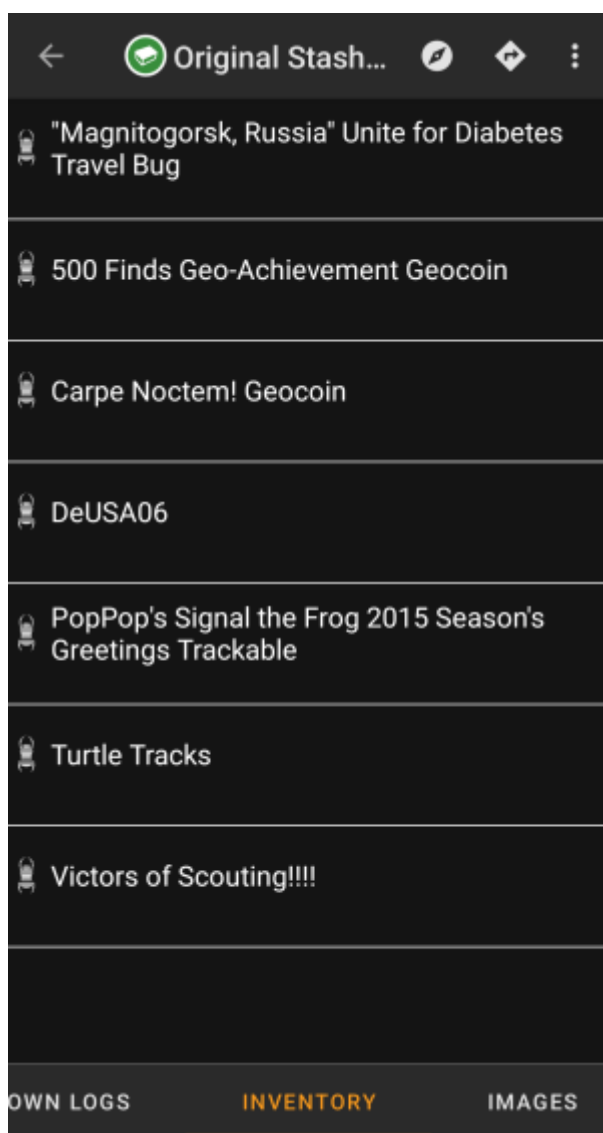 Original Stash...
"Magnitogorsk, Russia" Unite for Diabetes
Travel Bug
500 Finds Geo-Achievement Geocoin
Carpe Noctem! Geocoin
DeUSA06
PopPop's Signal the Frog 2015 Season's
Greetings Trackable
Turtle Tracks
Victors of Scouting!!!!
OWN LOGS INVENTORY IMAGES